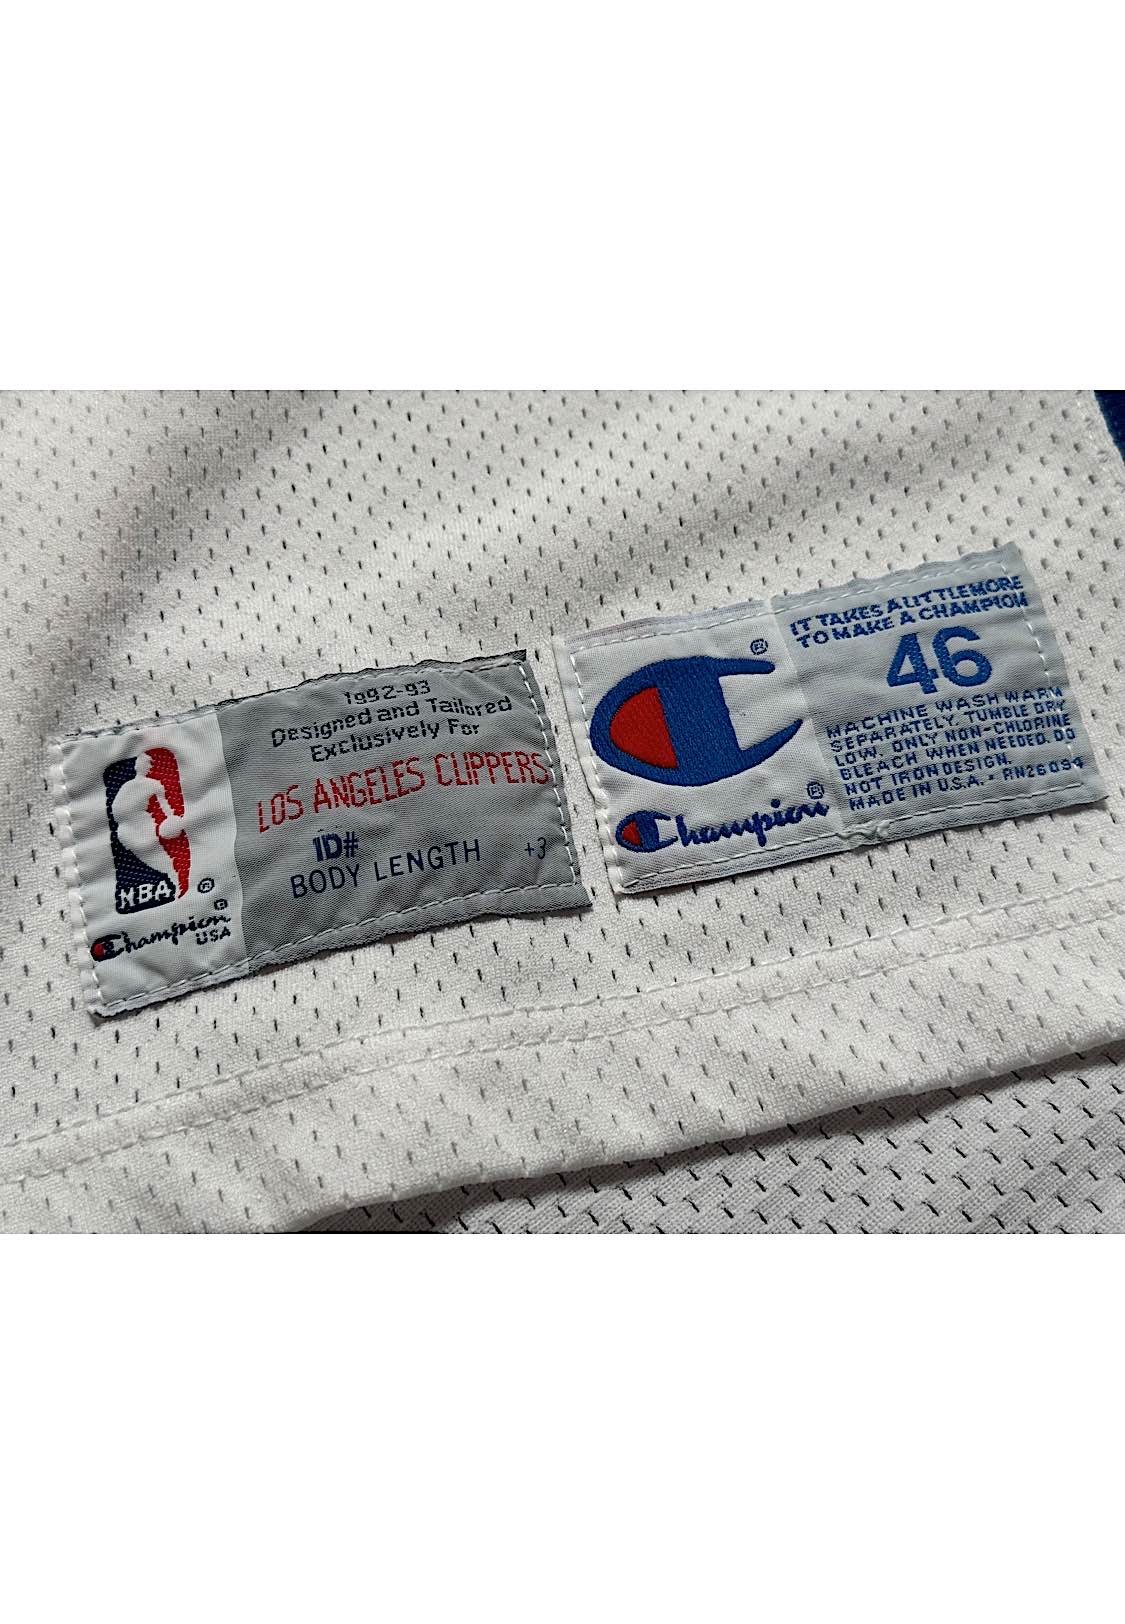 1992-93
Designed and Tailored
Exclusively For
LOS ANGELES CLIPPERS
ID#
BODY LENGTH +3
NBA ®
®
Champion
USA
®
Champion ®
IT TAKES A LITTLE MORE
TO MAKE A CHAMPION
46
MACHINE WASH WARM
SEPARATELY. TUMBLE DRY
LOW. ONLY NON-CHLORINE
BLEACH WHEN NEEDED. DO
NOT IRON DESIGN.
MADE IN U.S.A. • RN26094